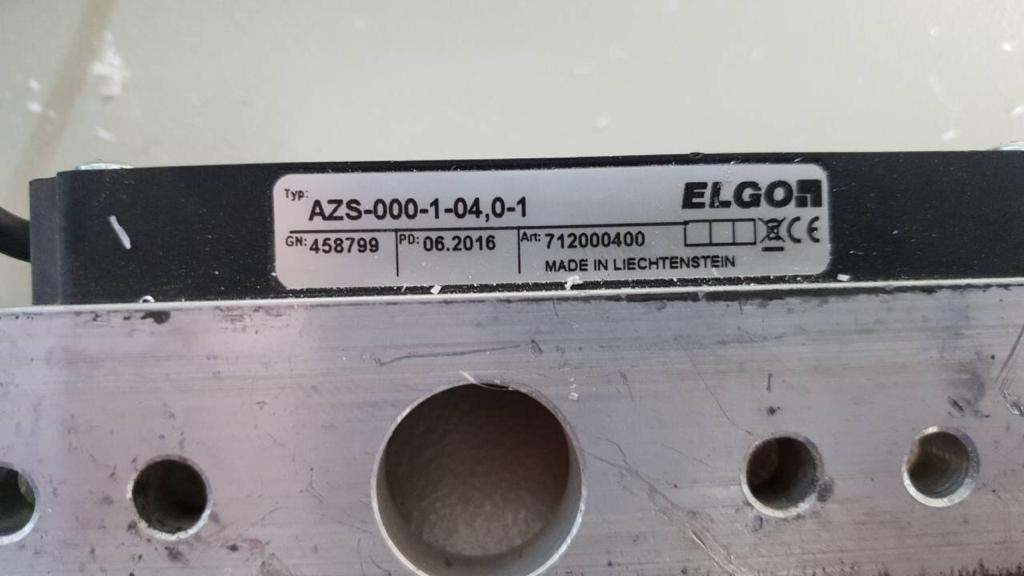 Typ: AZS-000-1-04,0-1 ELGO
GN: 458799 PD: 06.2016 Art: 712000400 CE
MADE IN LIECHTENSTEIN